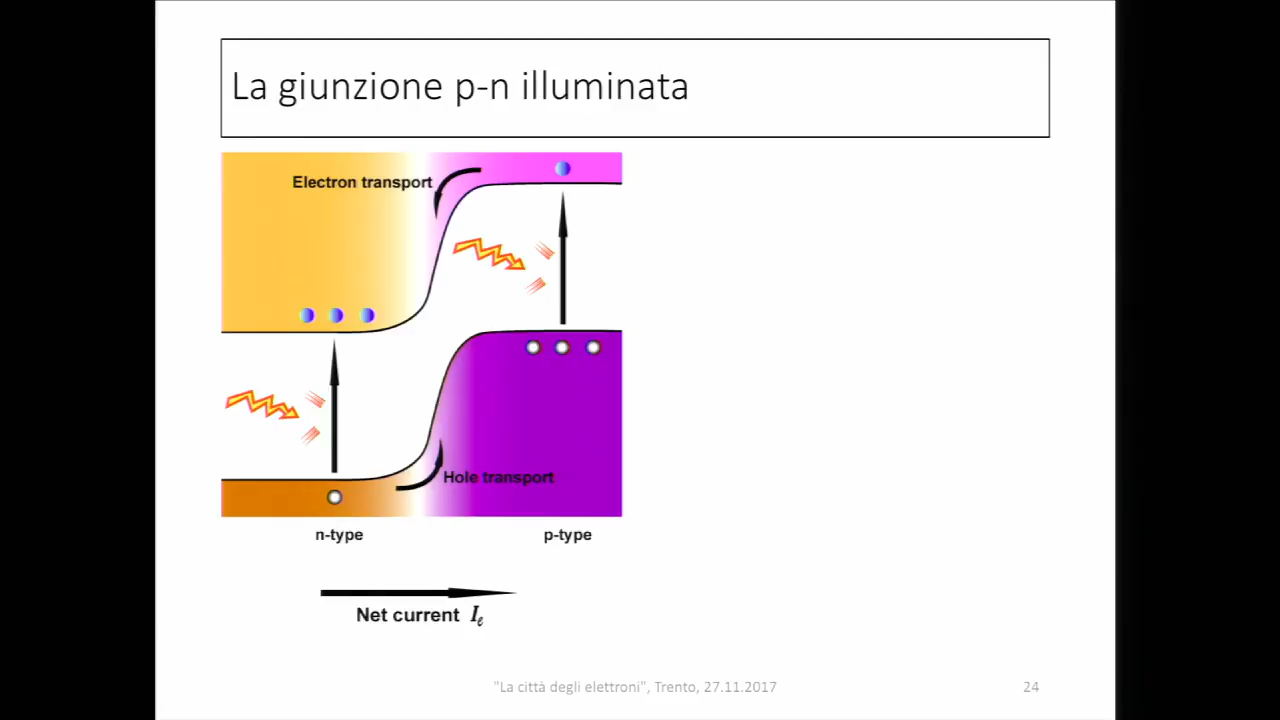 La giunzione p-n illuminata
Electron transport
Hole transport
n-type
p-type
Net current Iℓ
"La città degli elettroni", Trento, 27.11.2017
24